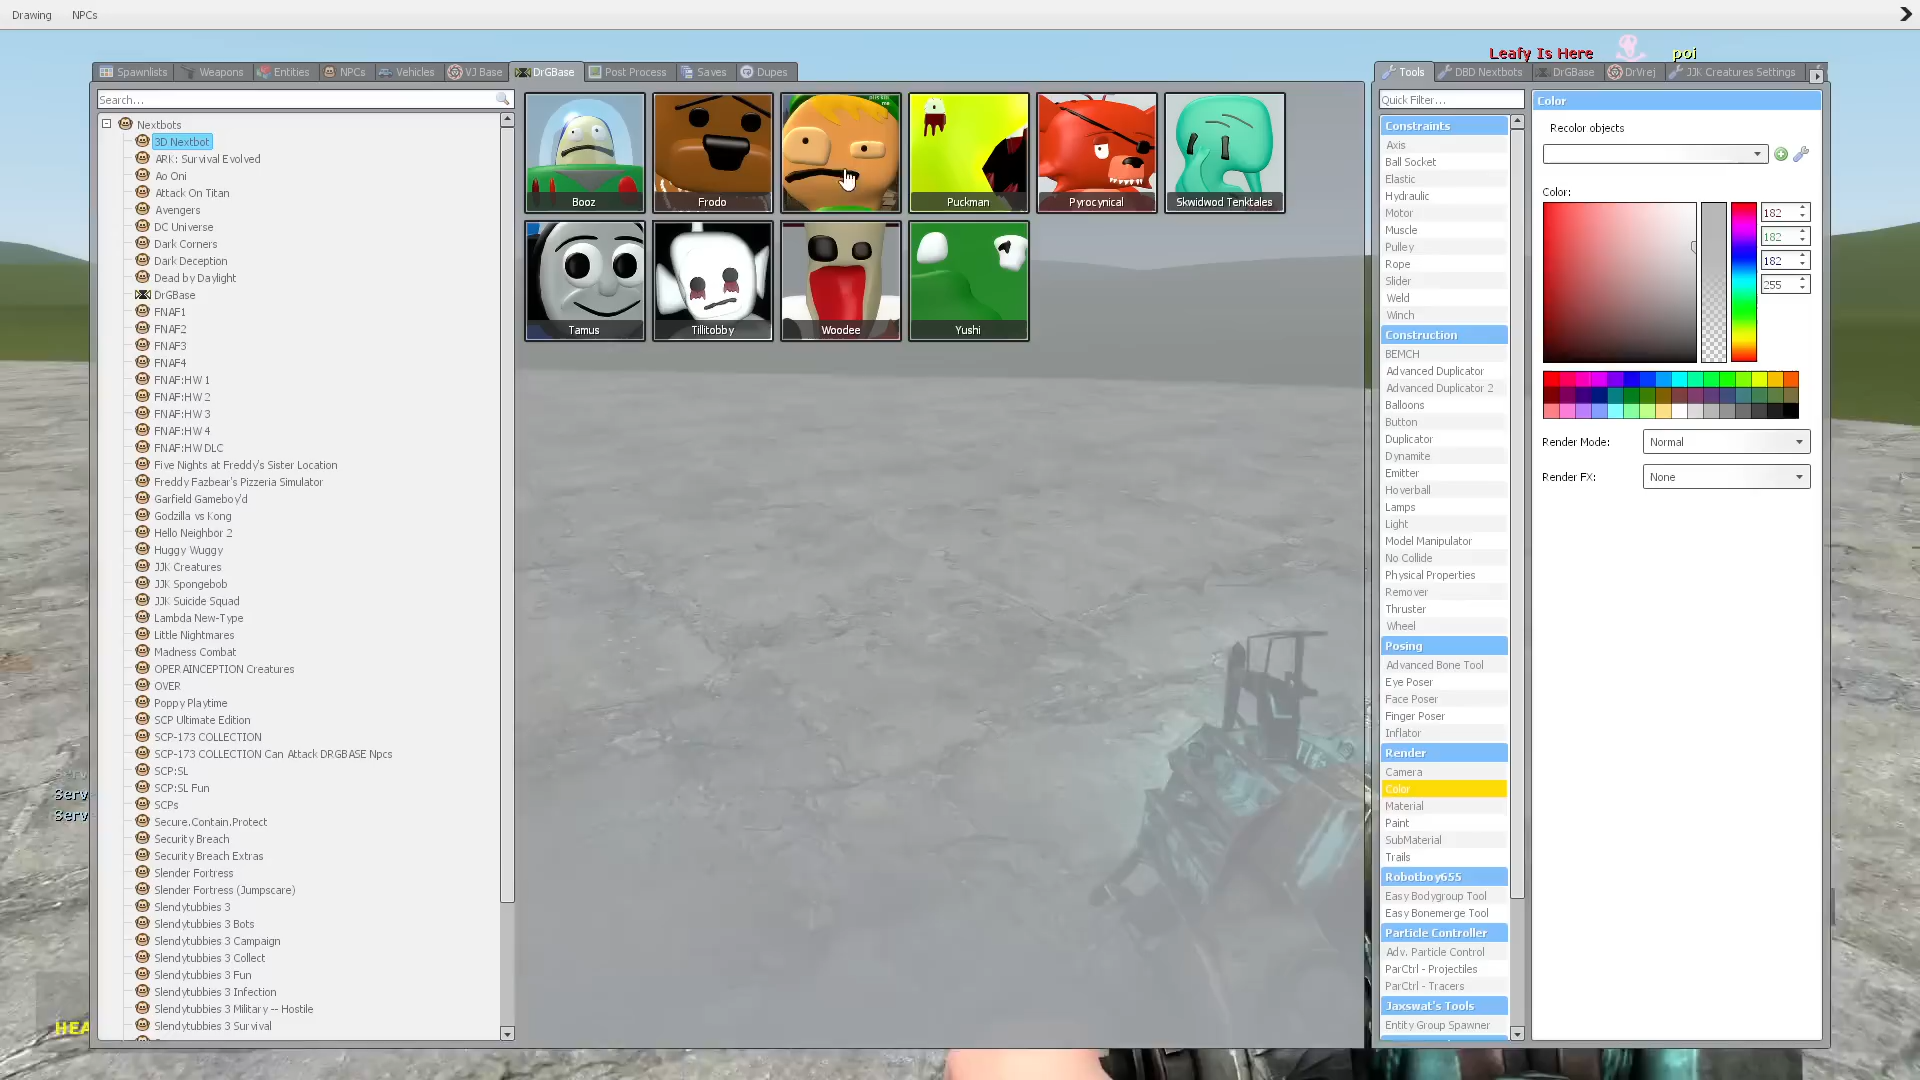 Drawing NPCs
Leafy Is Here poi
Spawnlists Weapons Entities NPCs Vehicles VJ Base DrGBase Post Process Saves Dupes
Tools DBD Nextbots DrGBase DrVrej JJK Creatures Settings
Search...
Nextbots
3D Nextbot
ARK: Survival Evolved
Ao Oni
Attack On Titan
Avengers
DC Universe
Dark Corners
Dark Deception
Dead by Daylight
DrGBase
FNAF1
FNAF2
FNAF3
FNAF4
FNAF:HW 1
FNAF:HW 2
FNAF:HW 3
FNAF:HW 4
FNAF:HW DLC
Five Nights at Freddy's Sister Location
Freddy Fazbear's Pizzeria Simulator
Garfield Gameboy'd
Godzilla vs Kong
Hello Neighbor 2
Huggy Wuggy
JJK Creatures
JJK Spongebob
JJK Suicide Squad
Lambda New-Type
Little Nightmares
Madness Combat
OPERAINCEPTION Creatures
OVER
Poppy Playtime
SCP Ultimate Edition
SCP-173 COLLECTION
SCP-173 COLLECTION Can Attack DRGBASE Npcs
SCP:SL
SCP:SL Fun
SCPs
Secure.Contain.Protect
Security Breach
Security Breach Extras
Slender Fortress
Slender Fortress (Jumpscare)
Slendytubbies 3
Slendytubbies 3 Bots
Slendytubbies 3 Campaign
Slendytubbies 3 Collect
Slendytubbies 3 Fun
Slendytubbies 3 Infection
Slendytubbies 3 Military -- Hostile
Slendytubbies 3 Survival
Serv
Serv
Serv
HEA
Booz
Frodo
Puckman
Pyrocynical
Skwidwod Tenktales
Tamus
Tillitobby
Woodee
Yushi
Quick Filter...
Constraints
Axis
Ball Socket
Elastic
Hydraulic
Motor
Muscle
Pulley
Rope
Slider
Weld
Winch
Construction
BEMCH
Advanced Duplicator
Advanced Duplicator 2
Balloons
Button
Duplicator
Dynamite
Emitter
Hoverball
Lamps
Light
Model Manipulator
No Collide
Physical Properties
Remover
Thruster
Wheel
Posing
Advanced Bone Tool
Eye Poser
Face Poser
Finger Poser
Inflator
Render
Camera
Color
Material
Paint
SubMaterial
Trails
Robotboy655
Easy Bodygroup Tool
Easy Bonemerge Tool
Particle Controller
Adv. Particle Control
ParCtrl - Projectiles
ParCtrl - Tracers
Jaxswat's Tools
Entity Group Spawner
Color
Recolor objects
Color:
182
182
182
255
Render Mode: Normal
Render FX: None